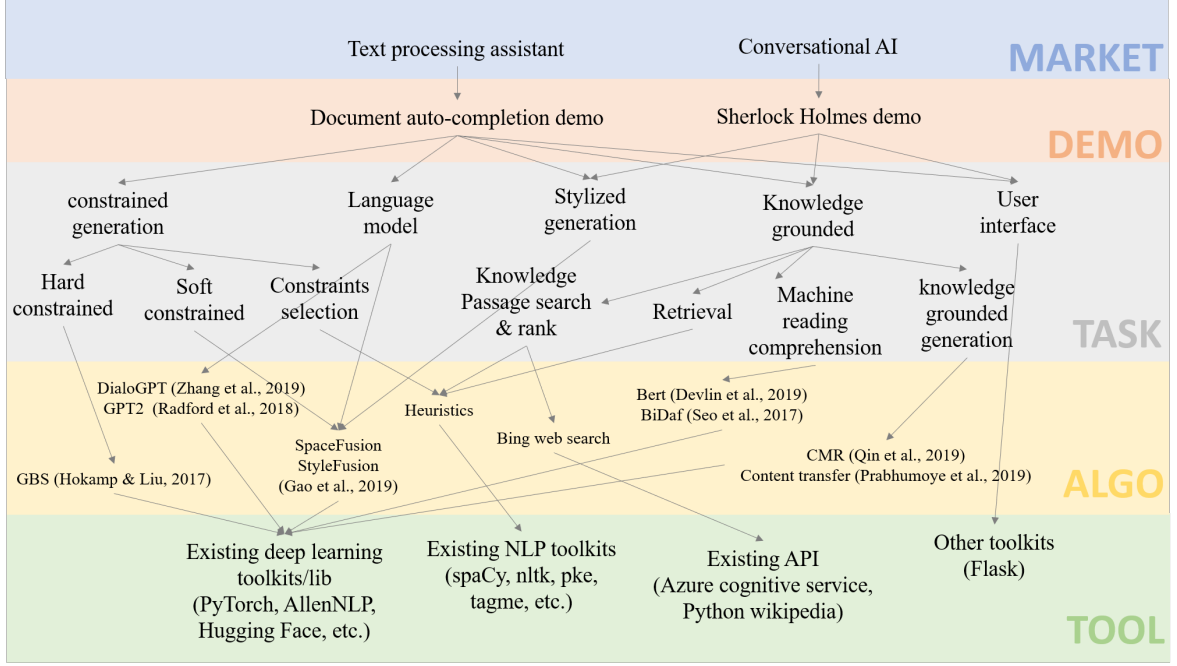 Text processing assistant
Conversational AI
MARKET
Document auto-completion demo
Sherlock Holmes demo
DEMO
constrained
generation
Language
model
Stylized
generation
Knowledge
grounded
User
interface
Hard
constrained
Soft
constrained
Constraints
selection
Knowledge
Passage search
& rank
Retrieval
Machine
reading
comprehension
knowledge
grounded
generation
TASK
DialoGPT (Zhang et al., 2019)
GPT2 (Radford et al., 2018)
Heuristics
Bert (Devlin et al., 2019)
BiDaf (Seo et al., 2017)
SpaceFusion
StyleFusion
(Gao et al., 2019)
Bing web search
GBS (Hokamp & Liu, 2017)
CMR (Qin et al., 2019)
Content transfer (Prabhumoye et al., 2019)
ALGO
Existing deep learning
toolkits/lib
(PyTorch, AllenNLP,
Hugging Face, etc.)
Existing NLP toolkits
(spaCy, nltk, pke,
tagme, etc.)
Existing API
(Azure cognitive service,
Python wikipedia)
Other toolkits
(Flask)
TOOL